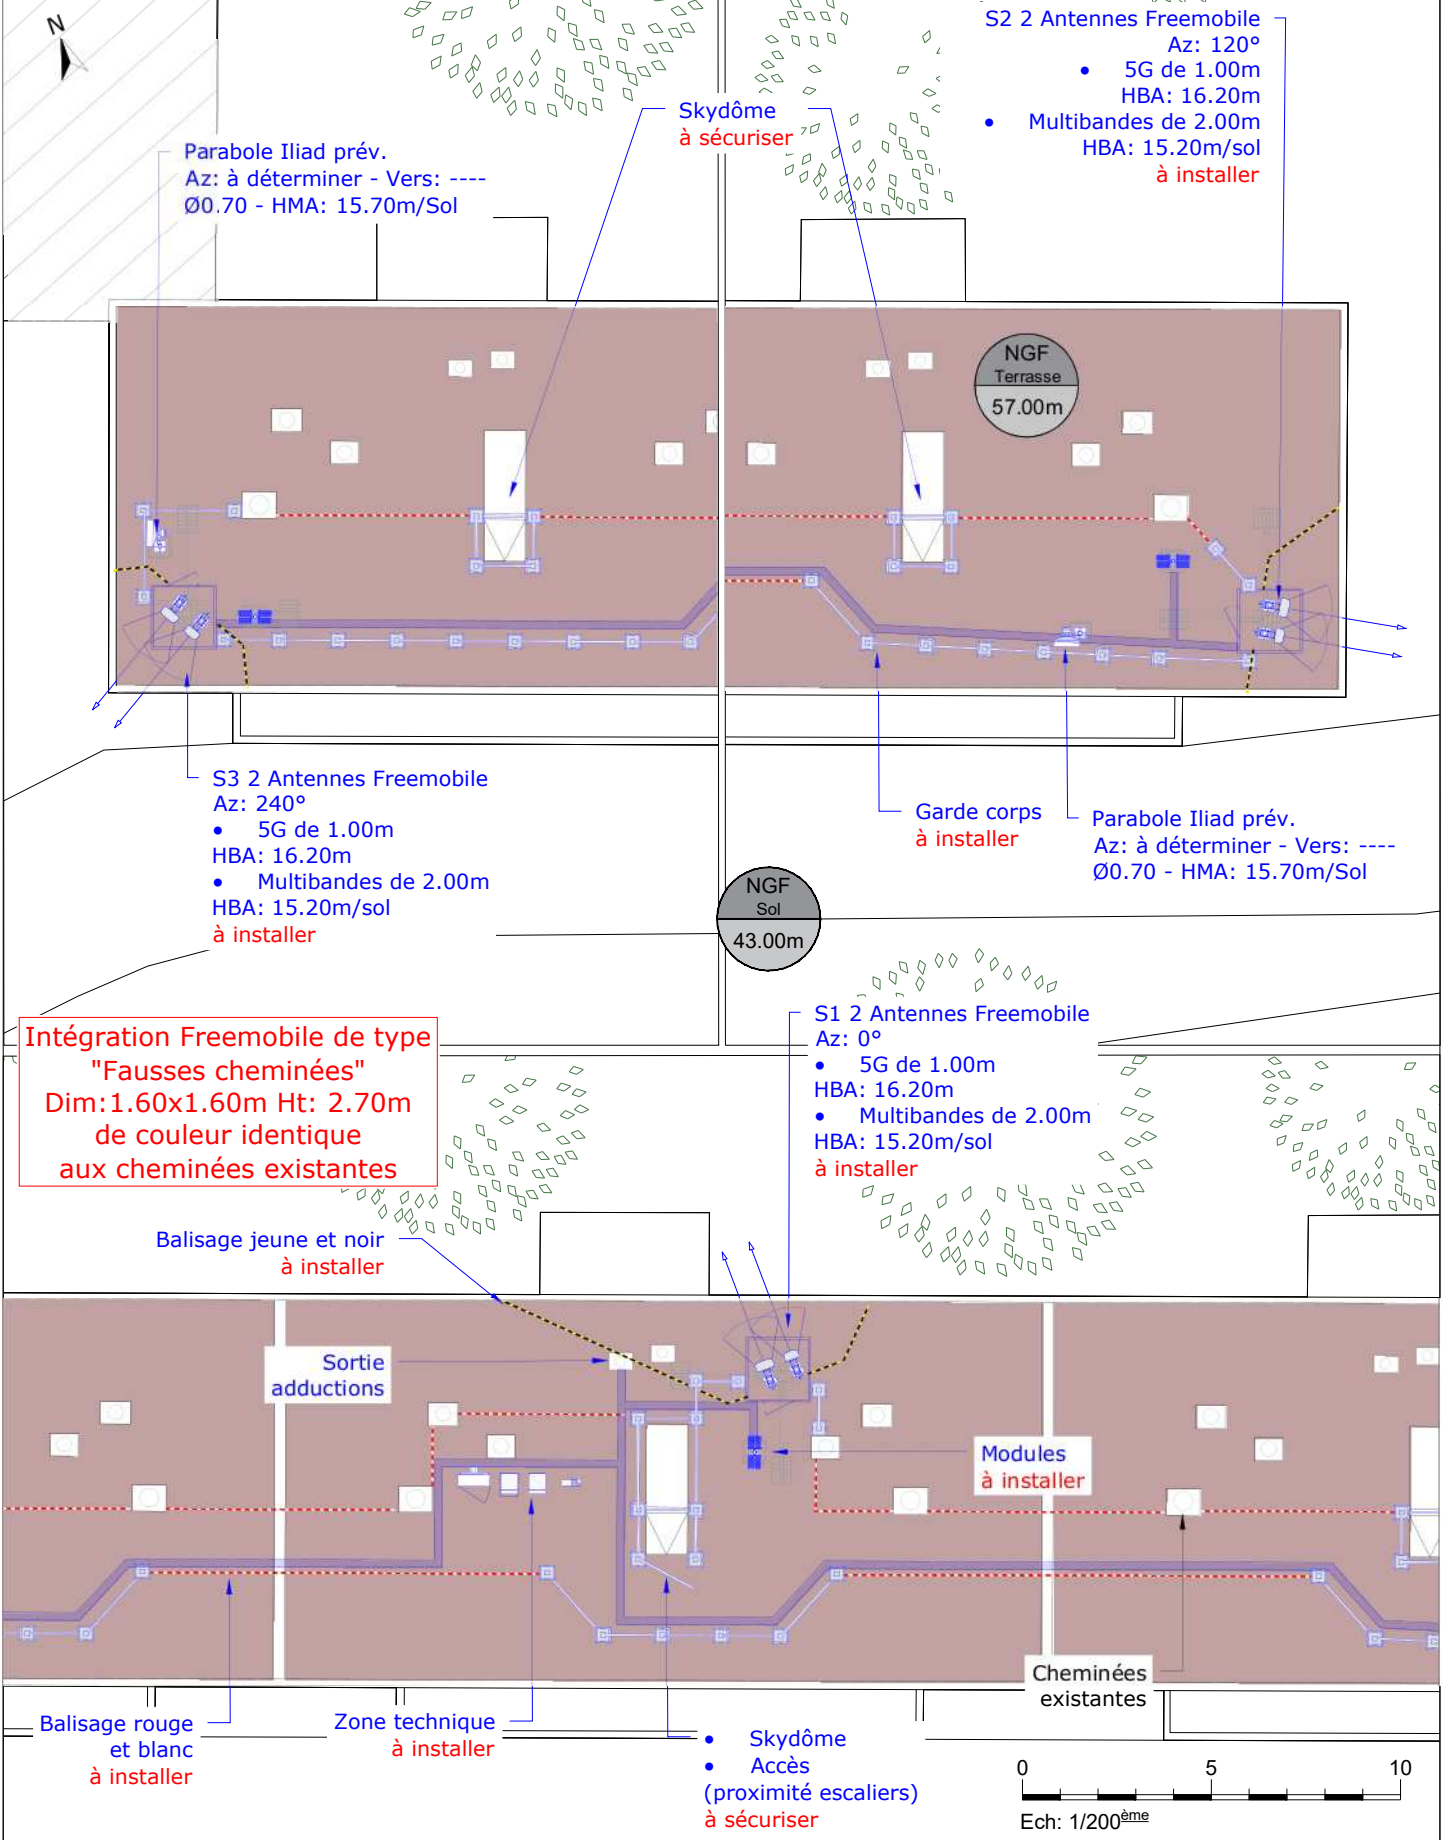 N
S2 2 Antennes Freemobile
Az: 120°
• 5G de 1.00m
HBA: 16.20m
• Multibandes de 2.00m
HBA: 15.20m/sol
à installer
Skydôme
à sécuriser
Parabole Iliad prév.
Az: à déterminer - Vers: ----
Ø0.70 - HMA: 15.70m/Sol
NGF
Terrasse
57.00m
S3 2 Antennes Freemobile
Az: 240°
• 5G de 1.00m
HBA: 16.20m
• Multibandes de 2.00m
HBA: 15.20m/sol
à installer
Garde corps
à installer
Parabole Iliad prév.
Az: à déterminer - Vers: ----
Ø0.70 - HMA: 15.70m/Sol
NGF
Sol
43.00m
Intégration Freemobile de type
"Fausses cheminées"
Dim:1.60x1.60m Ht: 2.70m
de couleur identique
aux cheminées existantes
S1 2 Antennes Freemobile
Az: 0°
• 5G de 1.00m
HBA: 16.20m
• Multibandes de 2.00m
HBA: 15.20m/sol
à installer
Balisage jeune et noir
à installer
Sortie
adductions
Modules
à installer
Cheminées
existantes
Balisage rouge
et blanc
à installer
Zone technique
à installer
• Skydôme
• Accès
(proximité escaliers)
à sécuriser
0 5 10
Ech: 1/200ème